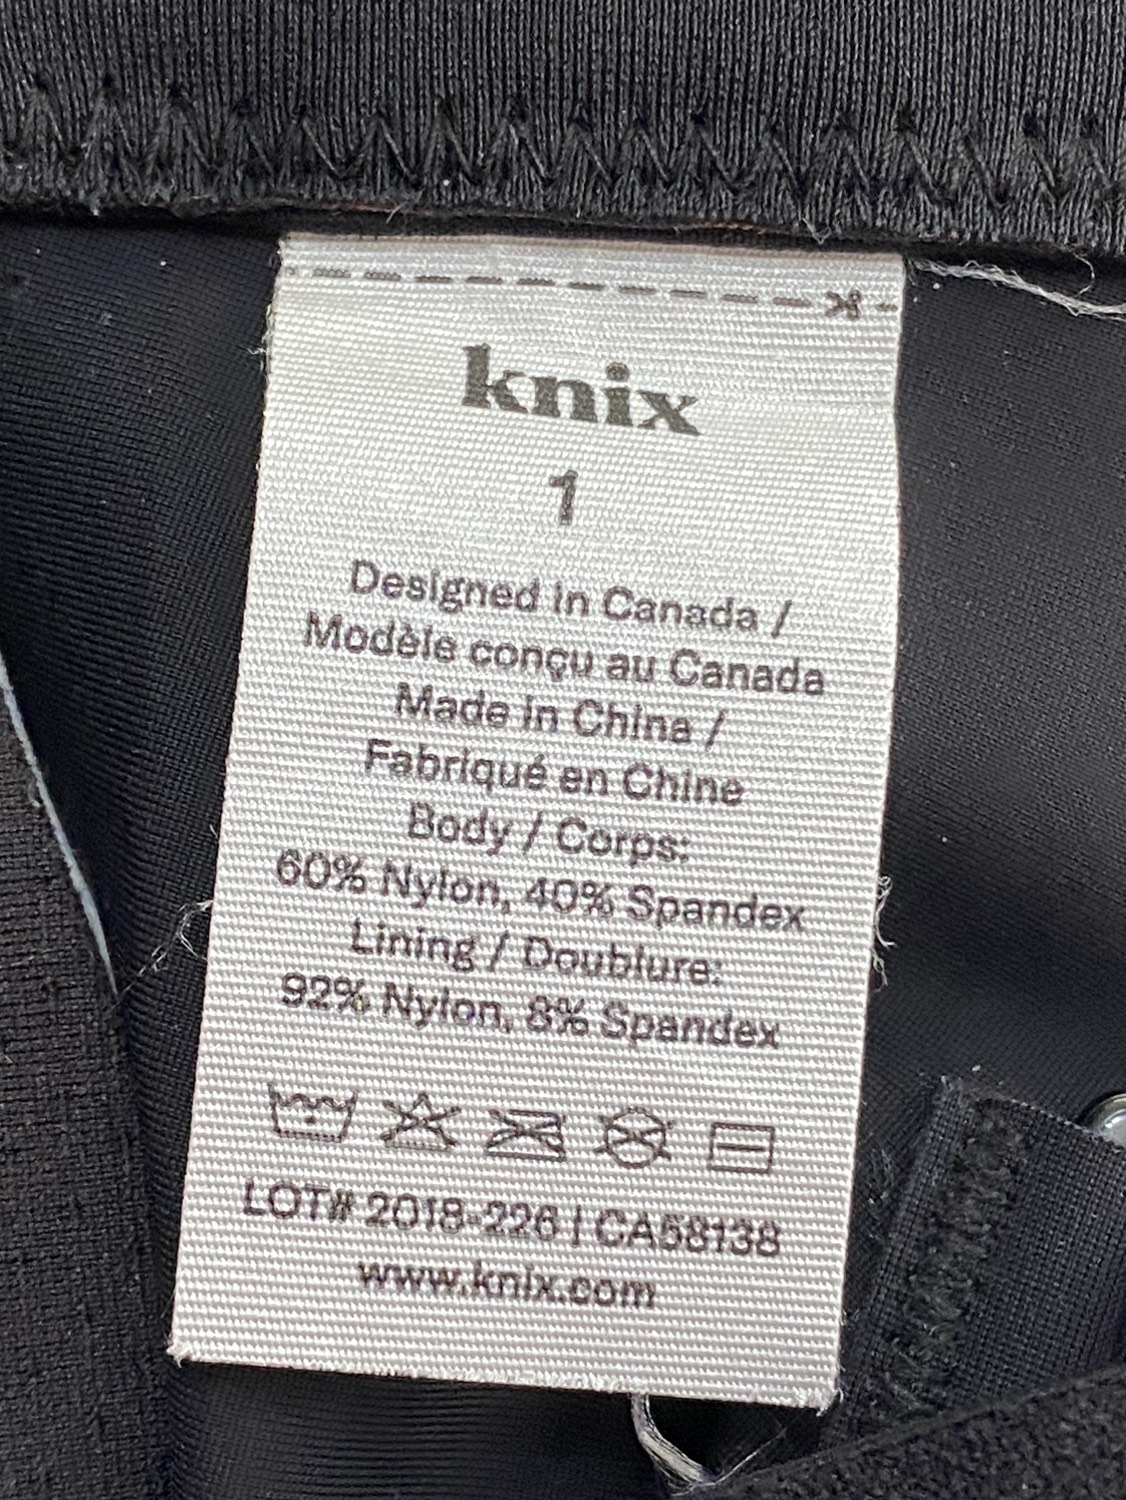 knix
1
Designed in Canada /
Modèle conçu au Canada
Made in China /
Fabriqué en Chine
Body / Corps:
60% Nylon, 40% Spandex
Lining / Doublure:
92% Nylon, 8% Spandex
LOT# 2018-226 | CA58138
www.knix.com